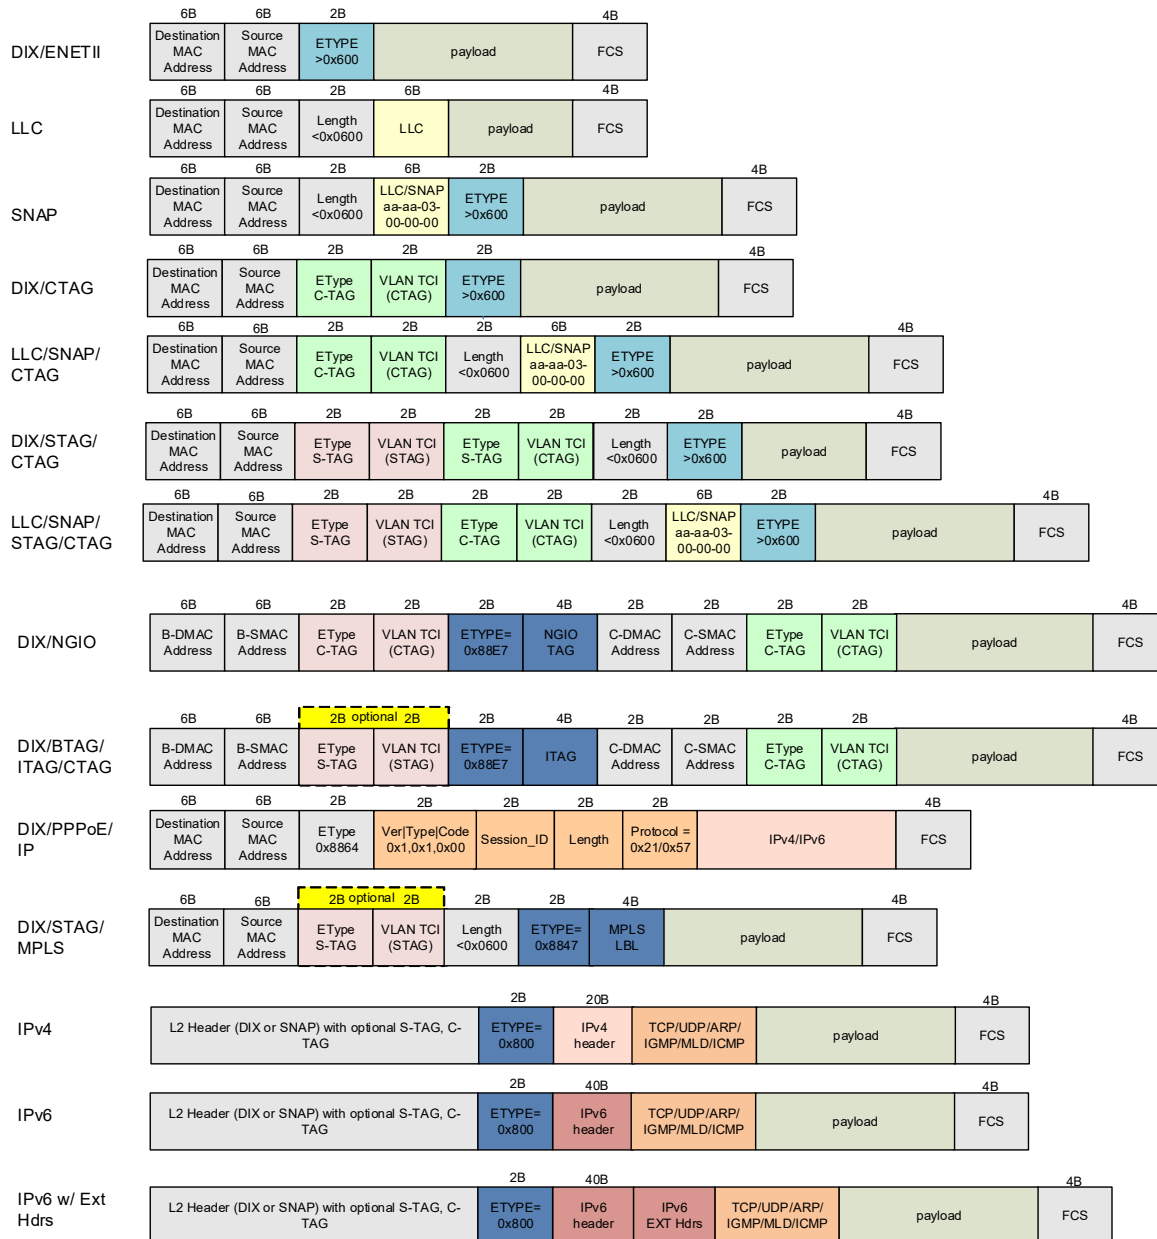 6B 6B 2B 4B
DIX/ENETII
Destination MAC Address
Source MAC Address
ETYPE >0x600
payload
FCS
6B 6B 2B 6B 4B
LLC
Destination MAC Address
Source MAC Address
Length <0x0600
LLC
payload
FCS
6B 6B 2B 6B 2B 4B
SNAP
Destination MAC Address
Source MAC Address
Length <0x0600
LLC/SNAP aa-aa-03-00-00-00
ETYPE >0x600
payload
FCS
6B 6B 2B 2B 2B 4B
DIX/CTAG
Destination MAC Address
Source MAC Address
EType C-TAG
VLAN TCI (CTAG)
ETYPE >0x600
payload
FCS
6B 6B 2B 2B 2B 6B 2B 4B
LLC/SNAP/
CTAG
Destination MAC Address
Source MAC Address
EType C-TAG
VLAN TCI (CTAG)
Length <0x0600
LLC/SNAP aa-aa-03-00-00-00
ETYPE >0x600
payload
FCS
6B 6B 2B 2B 2B 2B 2B 2B 4B
DIX/STAG/
CTAG
Destination MAC Address
Source MAC Address
EType S-TAG
VLAN TCI (STAG)
EType S-TAG
VLAN TCI (CTAG)
Length <0x0600
ETYPE >0x600
payload
FCS
6B 6B 2B 2B 2B 2B 2B 6B 2B 4B
LLC/SNAP/
STAG/CTAG
Destination MAC Address
Source MAC Address
EType S-TAG
VLAN TCI (STAG)
EType C-TAG
VLAN TCI (CTAG)
Length <0x0600
LLC/SNAP aa-aa-03-00-00-00
ETYPE >0x600
payload
FCS
6B 6B 2B 2B 2B 4B 2B 2B 2B 2B 4B
DIX/NGIO
B-DMAC Address
B-SMAC Address
EType C-TAG
VLAN TCI (CTAG)
ETYPE= 0x88E7
NGIO TAG
C-DMAC Address
C-SMAC Address
EType C-TAG
VLAN TCI (CTAG)
payload
FCS
6B 6B 2B optional 2B 2B 4B 2B 2B 2B 2B 4B
DIX/BTAG/
ITAG/CTAG
B-DMAC Address
B-SMAC Address
EType S-TAG
VLAN TCI (STAG)
ETYPE= 0x88E7
ITAG
C-DMAC Address
C-SMAC Address
EType C-TAG
VLAN TCI (CTAG)
payload
FCS
6B 6B 2B 2B 2B 2B 2B 4B
DIX/PPPoE/
IP
Destination MAC Address
Source MAC Address
EType 0x8864
Ver|Type|Code 0x1,0x1,0x00
Session_ID
Length
Protocol = 0x21/0x57
IPv4/IPv6
FCS
6B 6B 2B optional 2B 2B 2B 4B 4B
DIX/STAG/
MPLS
Destination MAC Address
Source MAC Address
EType S-TAG
VLAN TCI (STAG)
Length <0x0600
ETYPE= 0x8847
MPLS LBL
payload
FCS
2B 20B 4B
IPv4
L2 Header (DIX or SNAP) with optional S-TAG, C-TAG
ETYPE= 0x800
IPv4 header
TCP/UDP/ARP/ IGMP/MLD/ICMP
payload
FCS
2B 40B 4B
IPv6
L2 Header (DIX or SNAP) with optional S-TAG, C-TAG
ETYPE= 0x800
IPv6 header
TCP/UDP/ARP/ IGMP/MLD/ICMP
payload
FCS
2B 40B 4B
IPv6 w/ Ext
Hdrs
L2 Header (DIX or SNAP) with optional S-TAG, C-TAG
ETYPE= 0x800
IPv6 header
IPv6 EXT Hdrs
TCP/UDP/ARP/ IGMP/MLD/ICMP
payload
FCS